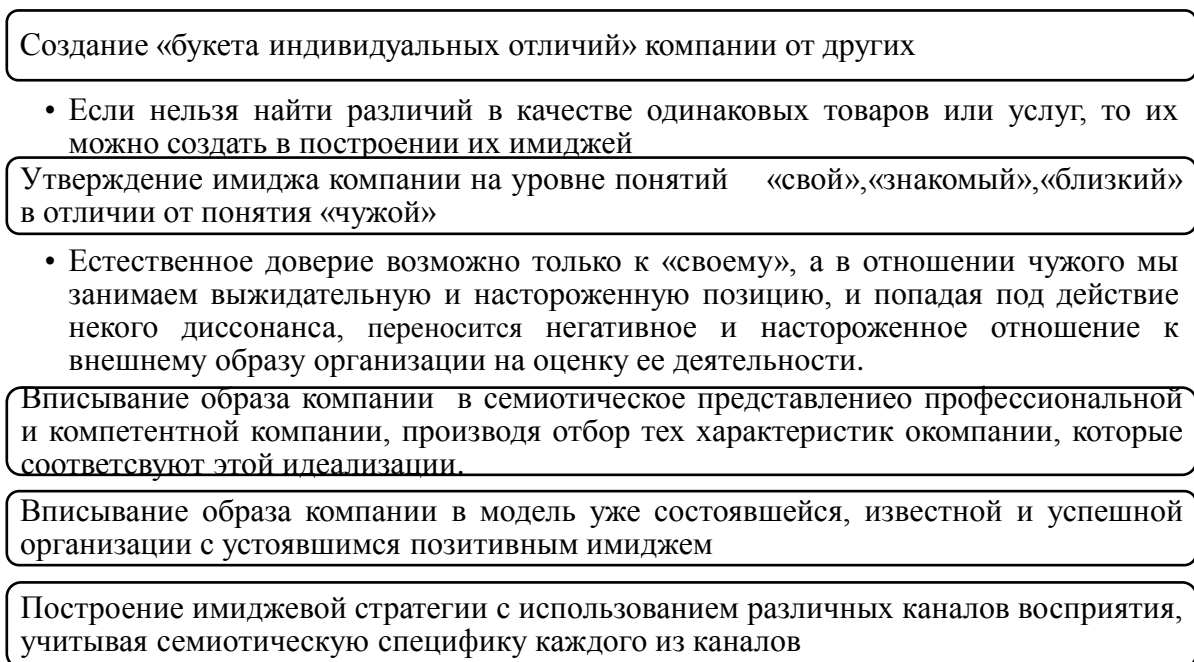 Создание «букета индивидуальных отличий» компании от других
• Если нельзя найти различий в качестве одинаковых товаров или услуг, то их
можно создать в построении их имиджей
Утверждение имиджа компании на уровне понятий «свой»,«знакомый»,«близкий»
в отличии от понятия «чужой»
• Естественное доверие возможно только к «своему», а в отношении чужого мы
занимаем выжидательную и настороженную позицию, и попадая под действие
некого диссонанса, переносится негативное и настороженное отношение к
внешнему образу организации на оценку ее деятельности.
Вписывание образа компании в семиотическое представлениео профессиональной
и компетентной компании, производя отбор тех характеристик окомпании, которые
соответсвуют этой идеализации.
Вписывание образа компании в модель уже состоявшейся, известной и успешной
организации с устоявшимся позитивным имиджем
Построение имиджевой стратегии с использованием различных каналов восприятия,
учитывая семиотическую специфику каждого из каналов